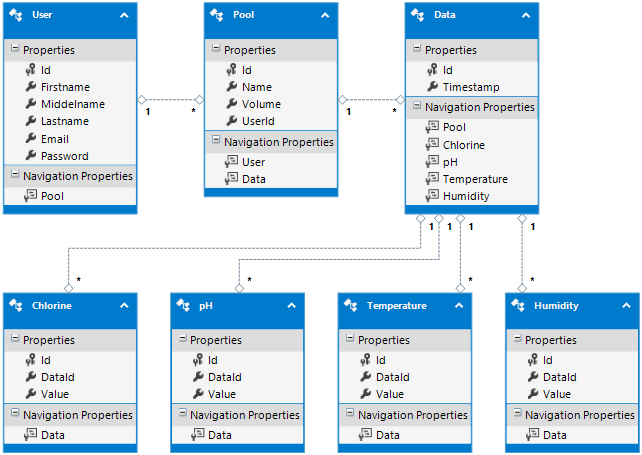 User
Properties
Id
Firstname
Middelname
Lastname
Email
Password
Navigation Properties
Pool
Pool
Properties
Id
Name
Volume
UserId
Navigation Properties
User
Data
Data
Properties
Id
Timestamp
Navigation Properties
Pool
Chlorine
pH
Temperature
Humidity
1
*
1
*
1
1
1
1
*
*
*
*
Chlorine
Properties
Id
DataId
Value
Navigation Properties
Data
pH
Properties
Id
DataId
Value
Navigation Properties
Data
Temperature
Properties
Id
DataId
Value
Navigation Properties
Data
Humidity
Properties
Id
DataId
Value
Navigation Properties
Data